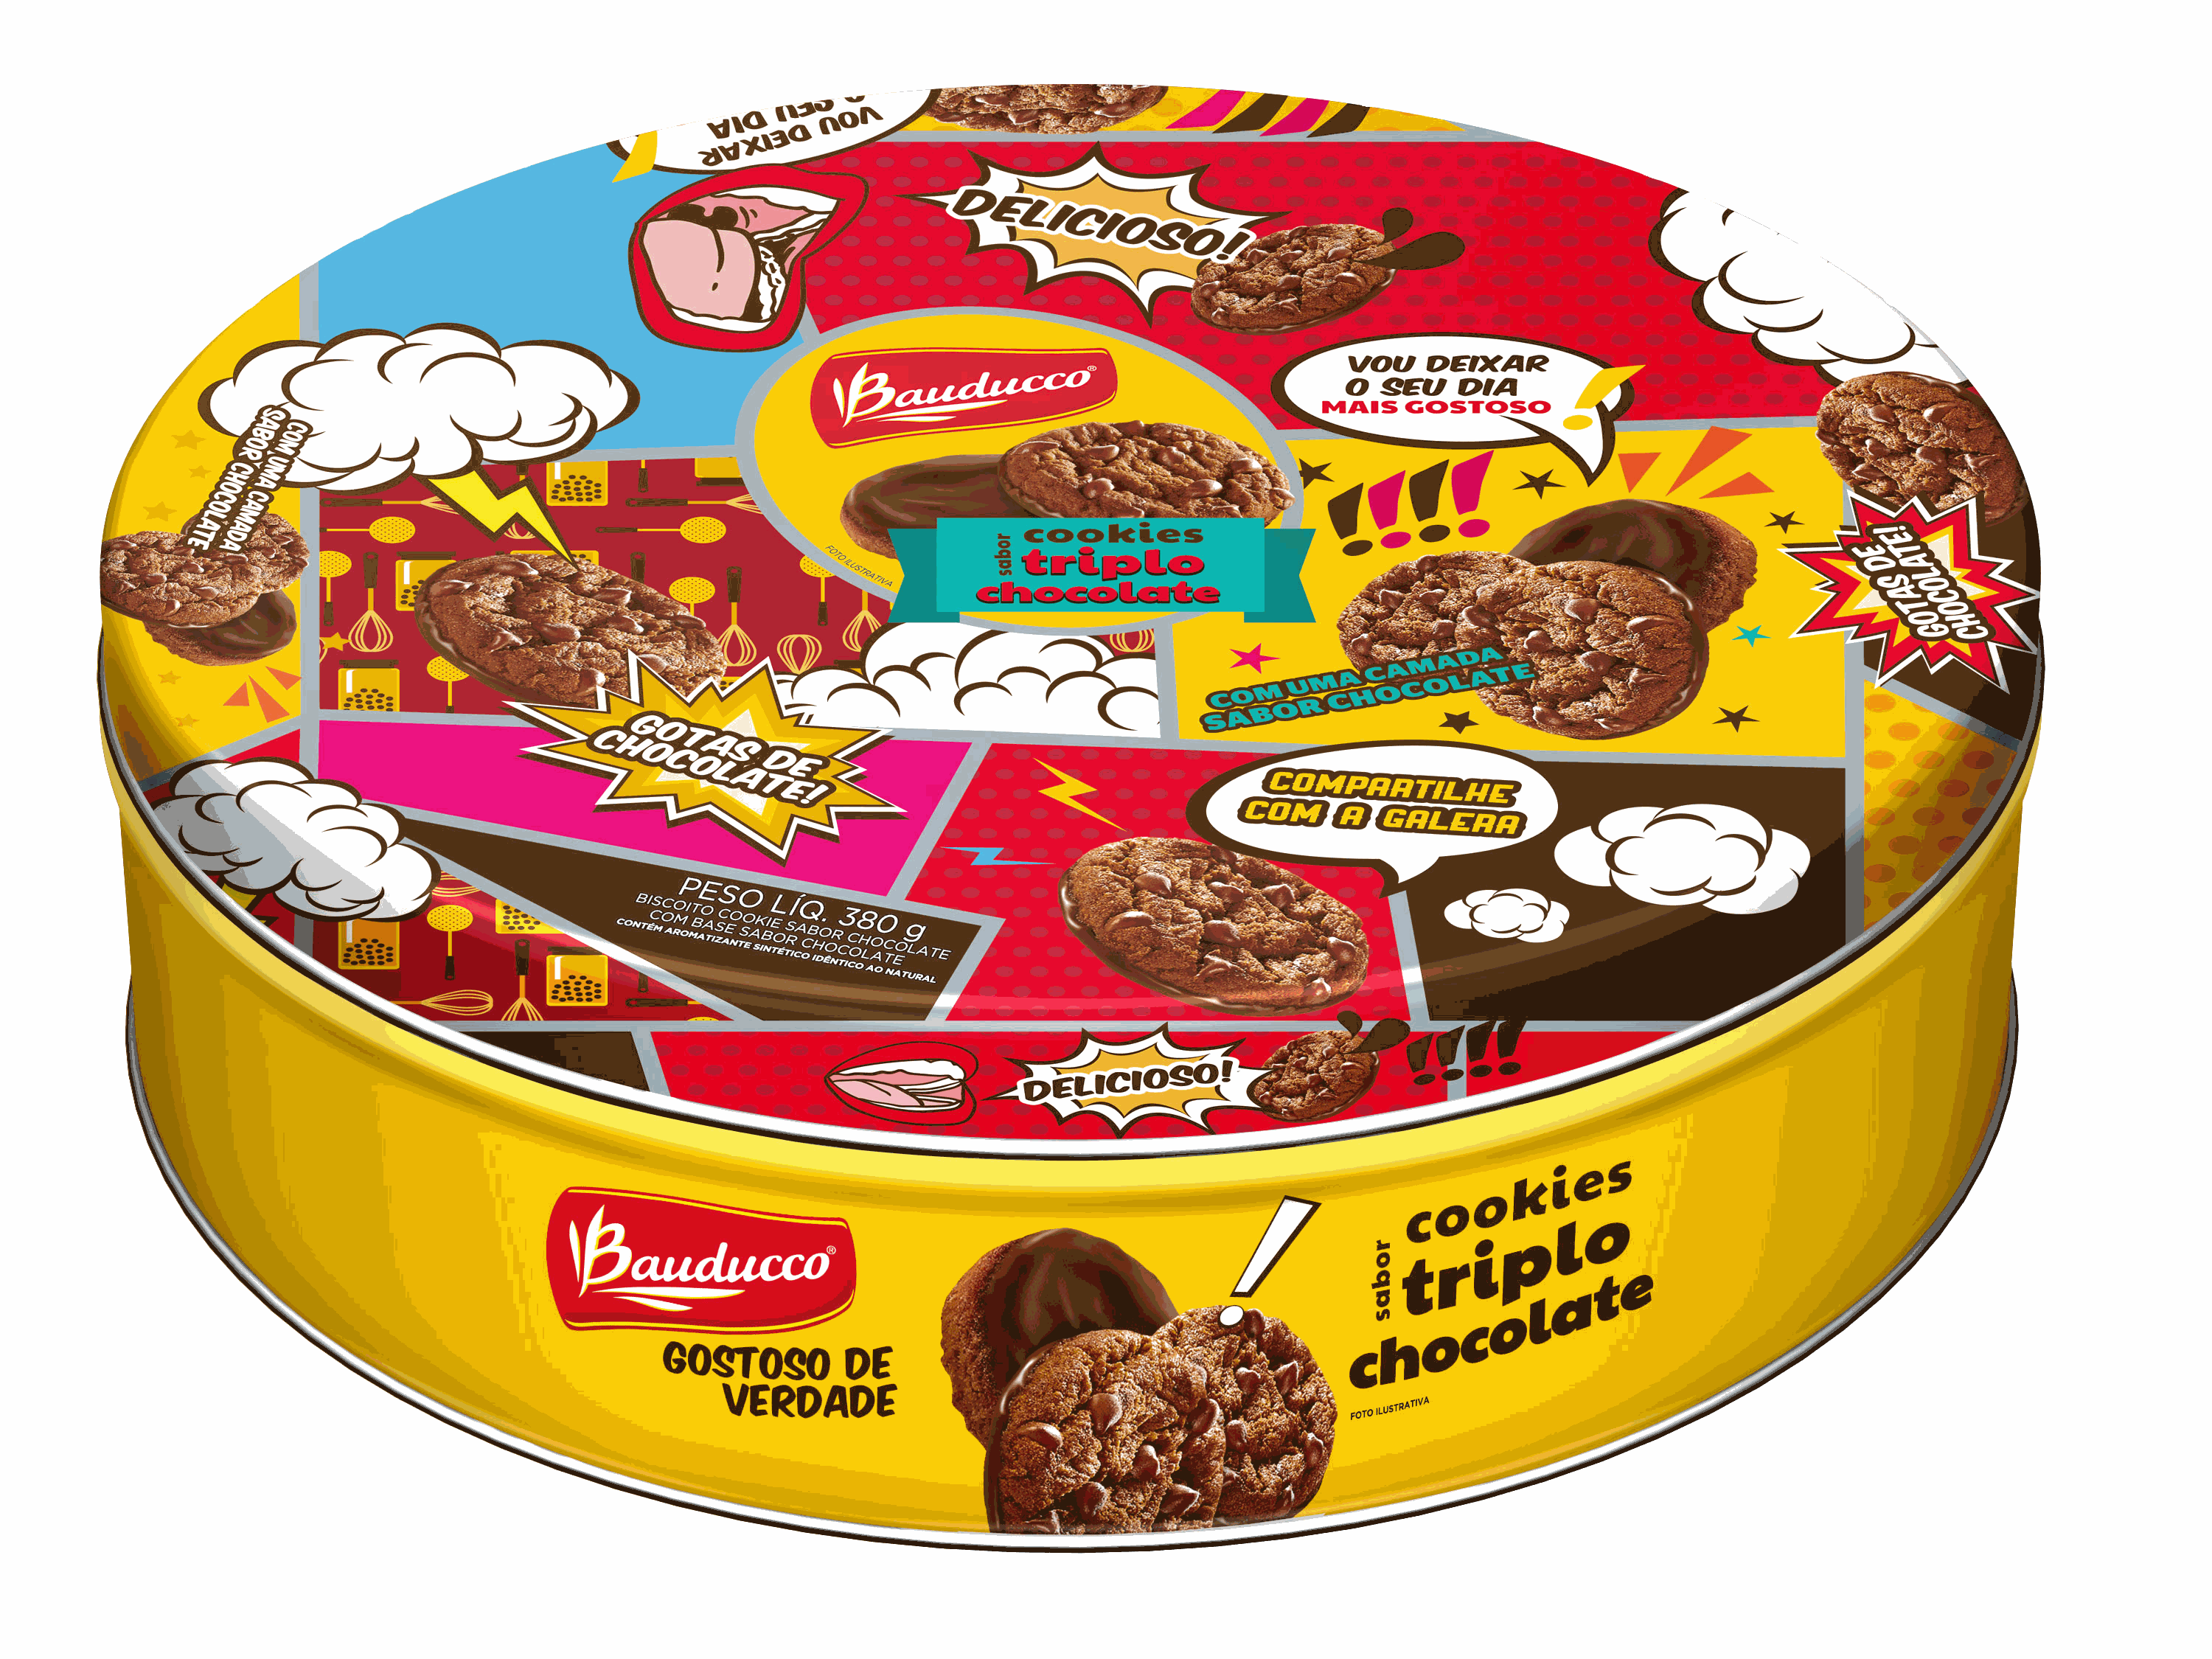 VOU DEIXAR
O SEU DIA
DELICIOSO!
Bauducco®
VOU DEIXAR
O SEU DIA
MAIS GOSTOSO
COM UMA CAMADA
SABOR CHOCOLATE
FOTO ILUSTRATIVA
sabor
cookies
triplo
chocolate
GOTAS DE
CHOCOLATE!
COM UMA CAMADA
SABOR CHOCOLATE
GOTAS DE
CHOCOLATE!
COMPARTILHE
COM A GALERA
PESO LÍQ. 380 g
BISCOITO COOKIE SABOR CHOCOLATE
COM BASE SABOR CHOCOLATE
CONTÉM AROMATIZANTE SINTÉTICO IDÊNTICO AO NATURAL
DELICIOSO!
Bauducco®
GOSTOSO DE
VERDADE
sabor
cookies
triplo
chocolate
FOTO ILUSTRATIVA